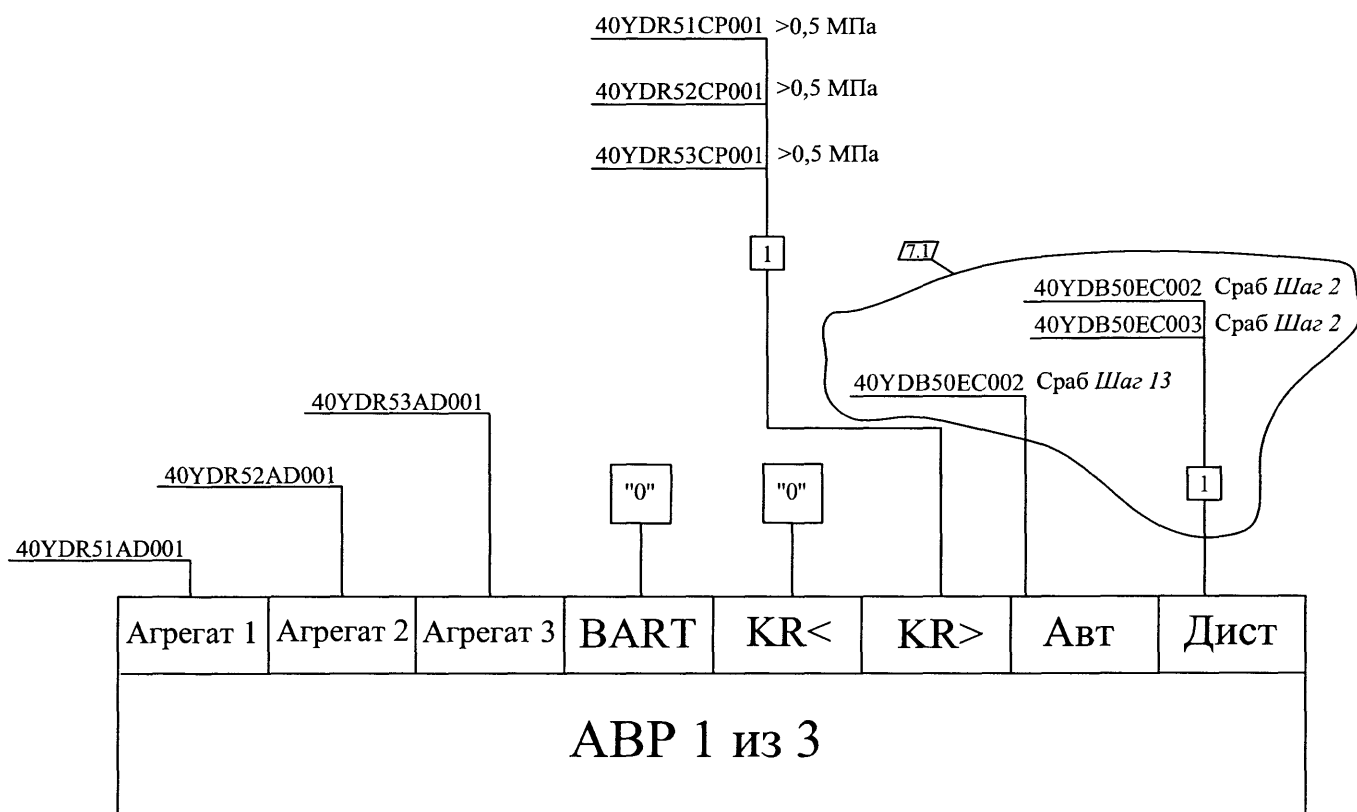 40YDR51CP001 >0,5 МПа
40YDR52CP001 >0,5 МПа
40YDR53CP001 >0,5 МПа
1
7.1
40YDB50EC002 Сраб Шаг 2
40YDB50EC003 Сраб Шаг 2
40YDB50EC002 Сраб Шаг 13
40YDR53AD001
40YDR52AD001
"0"
"0"
1
40YDR51AD001
Агрегат 1 Агрегат 2 Агрегат 3 BART KR< KR> Авт Дист
АВР 1 из 3